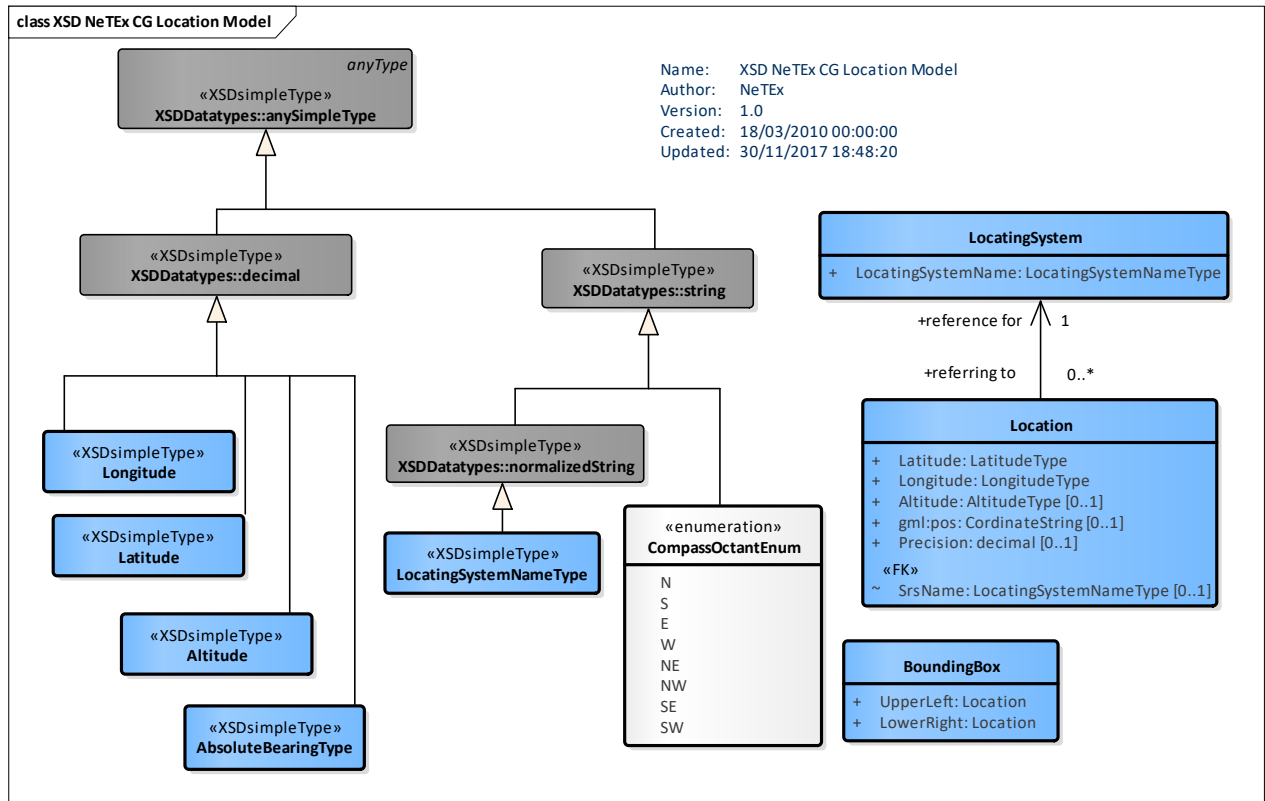 class XSD NeTEx CG Location Model
anyType
«XSDsimpleType»
XSDDatatypes::anySimpleType
Name: XSD NeTEx CG Location Model
Author: NeTEx
Version: 1.0
Created: 18/03/2010 00:00:00
Updated: 30/11/2017 18:48:20
«XSDsimpleType»
XSDDatatypes::decimal
«XSDsimpleType»
XSDDatatypes::string
LocatingSystem
+ LocatingSystemName: LocatingSystemNameType
+reference for 1
+referring to 0..*
«XSDsimpleType»
Longitude
«XSDsimpleType»
Latitude
«XSDsimpleType»
Altitude
«XSDsimpleType»
AbsoluteBearingType
«XSDsimpleType»
XSDDatatypes::normalizedString
«XSDsimpleType»
LocatingSystemNameType
«enumeration»
CompassOctantEnum
N
S
E
W
NE
NW
SE
SW
Location
+ Latitude: LatitudeType
+ Longitude: LongitudeType
+ Altitude: AltitudeType [0..1]
+ gml:pos: CordinateString [0..1]
+ Precision: decimal [0..1]
«FK»
~ SrsName: LocatingSystemNameType [0..1]
BoundingBox
+ UpperLeft: Location
+ LowerRight: Location